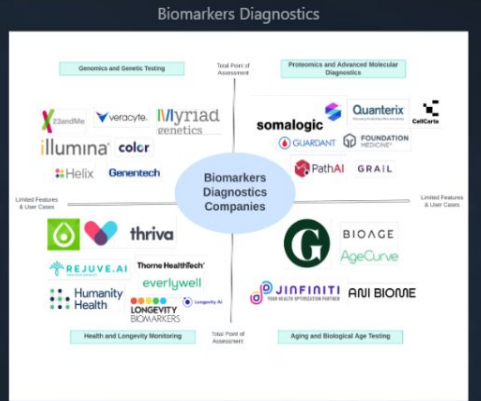 Biomarkers Diagnostics
Genomics and Genetic Testing
Total Point of
Assessment
Proteomics and Advanced Molecular
Diagnostics
23andMe
veracyte.
Myriad
genetics
illumina
color
Helix
Genentech
somalogic
Quanterix
CellCarta
GUARDANT
FOUNDATION
MEDICINE
PathAI
GRAIL
Biomarkers
Diagnostics
Companies
Limited Features
& User Cases
Limited Features
& User Cases
thriva
REJUVE.AI
Thorne HealthTech
everlywell
Humanity
Health
LONGEVITY
BIOMARKERS
Longevity AI
G
BIOAGE
AgeCurve
JINFINITI
YOUR HEALTH OPTIMIZATION PARTNER
ANI BIOME
Health and Longevity Monitoring
Total Point of
Assessment
Aging and Biological Age Testing